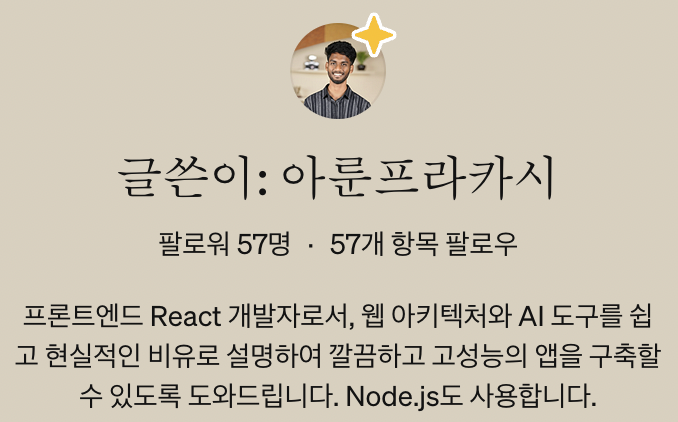 글쓴이: 아룬프라카시
팔로워 57명 · 57개 항목 팔로우
프론트엔드 React 개발자로서, 웹 아키텍처와 AI 도구를 쉽
고 현실적인 비유로 설명하여 깔끔하고 고성능의 앱을 구축할
수 있도록 도와드립니다. Node.js도 사용합니다.